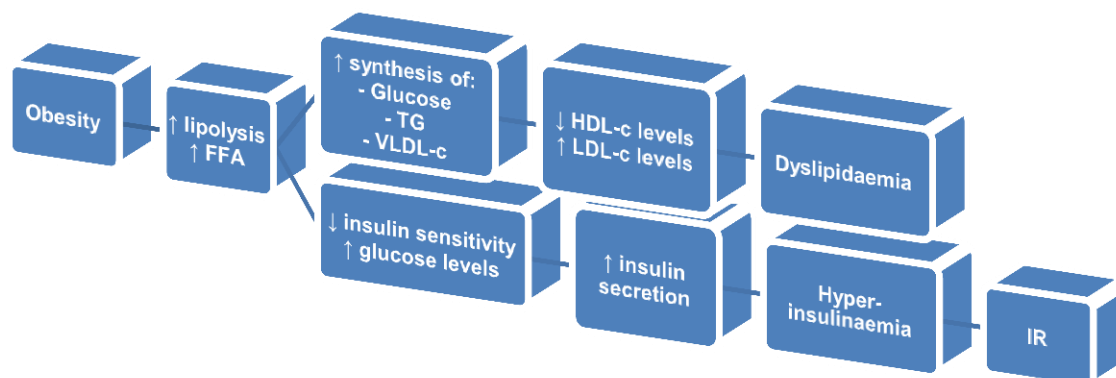 Obesity
↑ lipolysis
↑ FFA
↑ synthesis of:
- Glucose
- TG
- VLDL-c
↓ HDL-c levels
↑ LDL-c levels
Dyslipidaemia
↓ insulin sensitivity
↑ glucose levels
↑ insulin
secretion
Hyper-
insulinaemia
IR